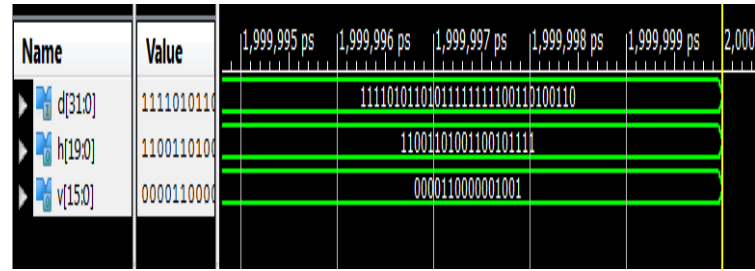 Name Value 1,999,995 ps 1,999,996 ps 1,999,997 ps 1,999,998 ps 1,999,999 ps 2,000
d[31:0] 1111010110 11110101101011111111100110100110
h[19:0] 1100110100 11001101001100101111
v[15:0] 0000110000 0000110000001001